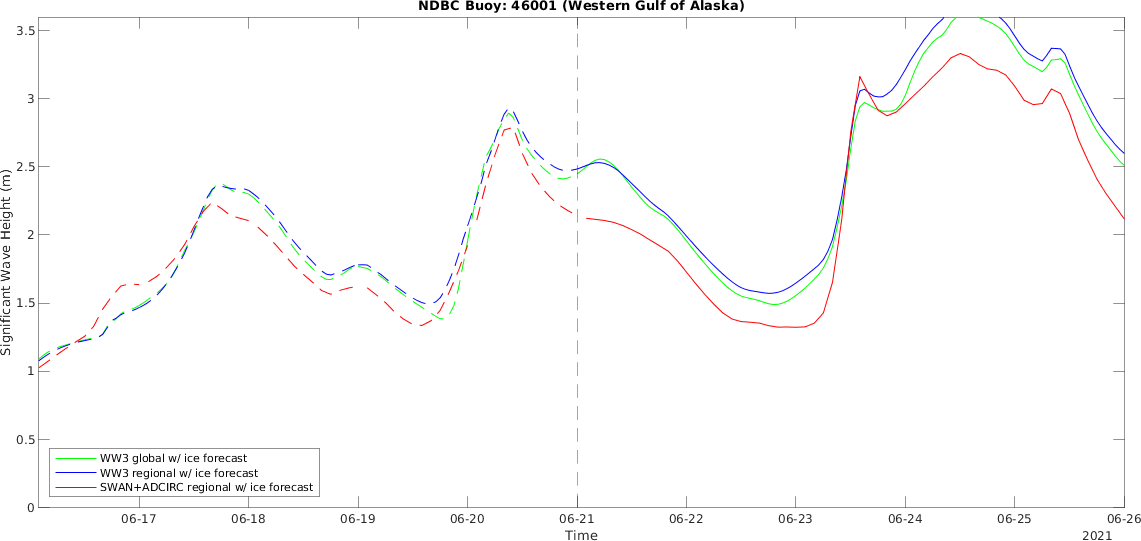 NDBC Buoy: 46001 (Western Gulf of Alaska)
3.5
3
2.5
2
1.5
1
0.5
0
Significant Wave Height (m)
WW3 global w/ ice forecast
WW3 regional w/ ice forecast
SWAN+ADCIRC regional w/ ice forecast
06-17 06-18 06-19 06-20 06-21 06-22 06-23 06-24 06-25 06-26
Time
2021